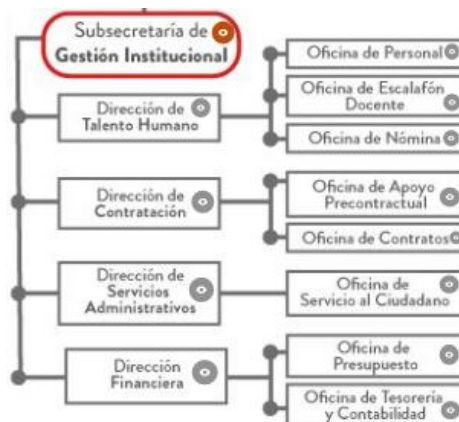 Subsecretaría de
Gestión Institucional
Dirección de
Talento Humano
Oficina de Personal
Oficina de Escalafón
Docente
Oficina de Nómina
Dirección de
Contratación
Oficina de Apoyo
Precontractual
Oficina de Contratos
Dirección de
Servicios
Administrativos
Oficina de
Servicio al Ciudadano
Dirección
Financiera
Oficina de
Presupuesto
Oficina de Tesorería
y Contabilidad